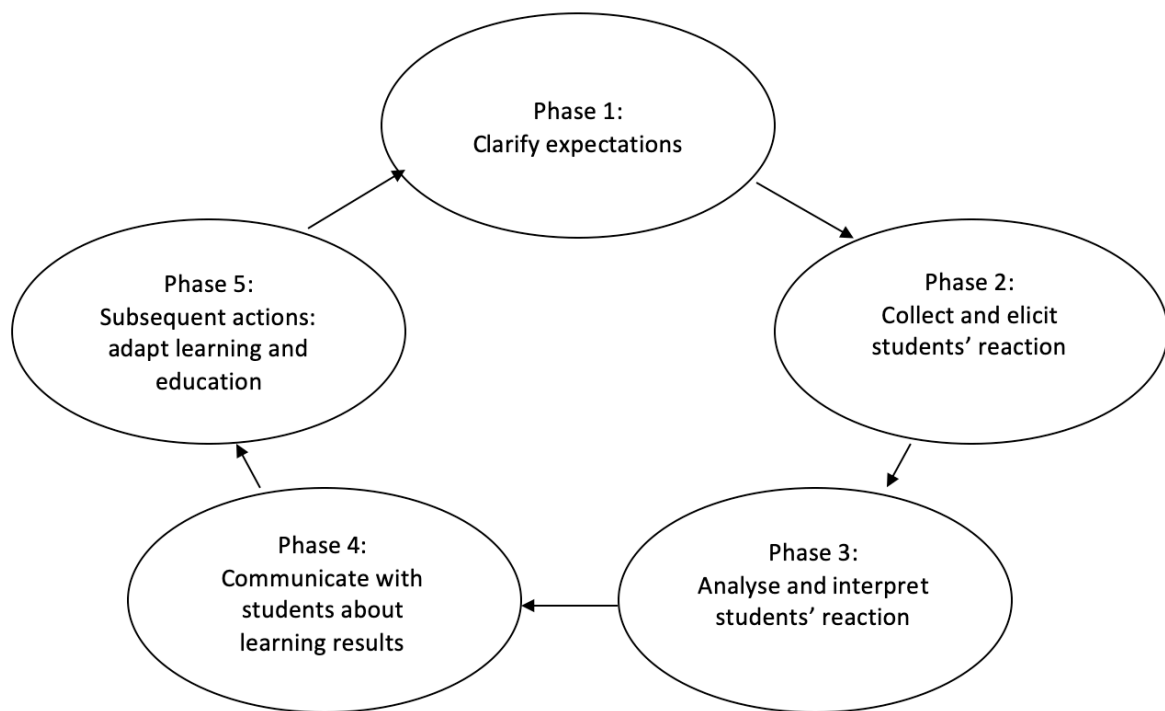 Phase 1:
Clarify expectations
Phase 2:
Collect and elicit
students’ reaction
Phase 3:
Analyse and interpret
students’ reaction
Phase 4:
Communicate with
students about
learning results
Phase 5:
Subsequent actions:
adapt learning and
education